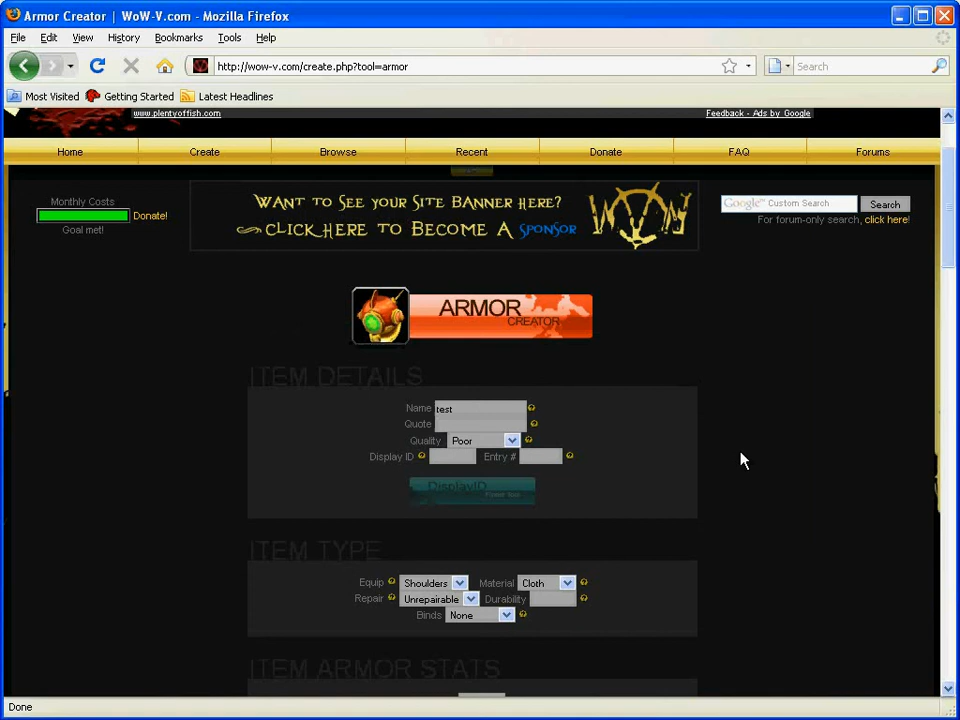 Armor Creator | WoW-V.com - Mozilla Firefox
File Edit View History Bookmarks Tools Help
http://wow-v.com/create.php?tool=armor
Search
Most Visited Getting Started Latest Headlines
www.plentyoffish.com
Feedback - Ads by Google
Home Create Browse Recent Donate FAQ Forums
Monthly Costs
Donate!
Goal met!
WANT TO SEE YOUR SITE BANNER HERE?
CLICK HERE TO BECOME A SPONSOR
Google™ Custom Search Search
For forum-only search, click here!
ARMOR
CREATOR
ITEM DETAILS
Name test
Quote
Quality Poor
Display ID Entry #
DisplayID
ITEM TYPE
Equip Shoulders Material Cloth
Repair Unrepairable Durability
Binds None
ITEM ARMOR STATS
Done